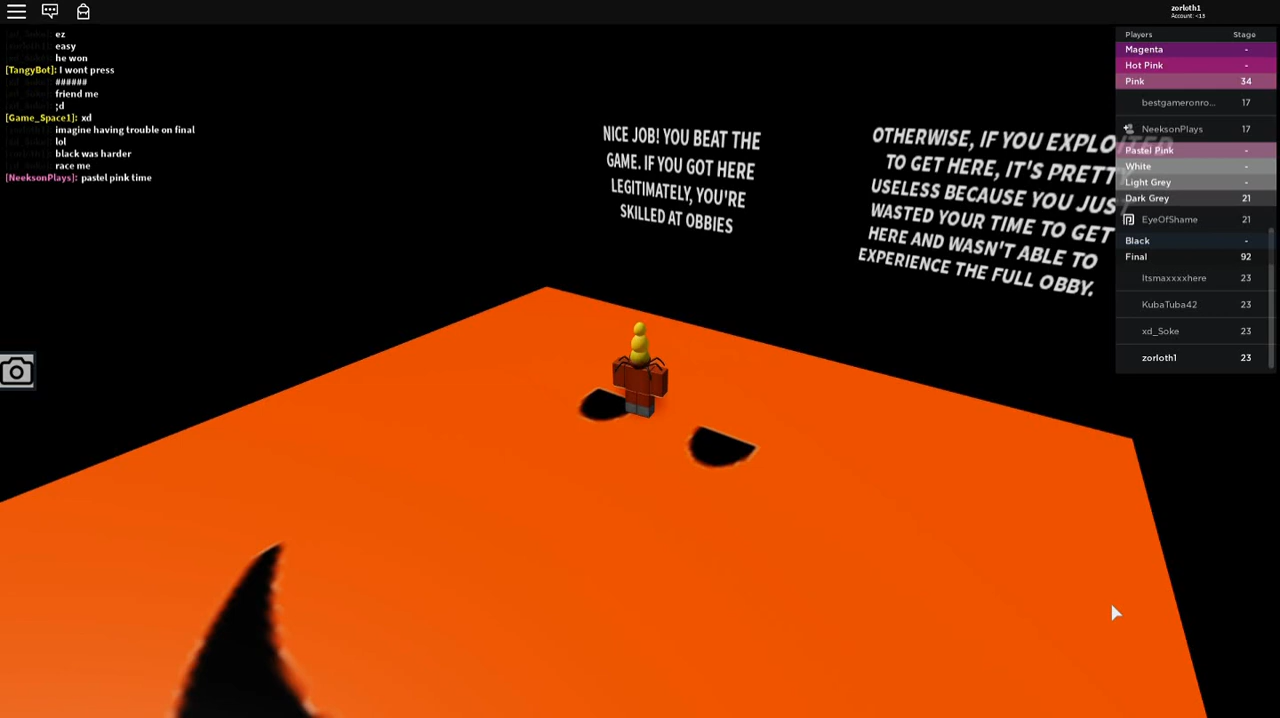 zorloth1
Account: <13
ez
easy
he won
[TangyBot]: I wont press
######
friend me
;d
[Game_Space1]: xd
imagine having trouble on final
lol
black was harder
race me
[NeeksonPlays]: pastel pink time
NICE JOB! YOU BEAT THE
GAME. IF YOU GOT HERE
LEGITIMATELY, YOU'RE
SKILLED AT OBBIES
OTHERWISE, IF YOU EXPLOITED
TO GET HERE, IT'S PRETTY
USELESS BECAUSE YOU JUST
WASTED YOUR TIME TO GET
HERE AND WASN'T ABLE TO
EXPERIENCE THE FULL OBBY.
Players Stage
Magenta -
Hot Pink -
Pink 34
bestgameronro... 17
NeeksonPlays 17
Pastel Pink -
White -
Light Grey -
Dark Grey 21
EyeOfShame 21
Black -
Final 92
Itsmaxxxxhere 23
KubaTuba42 23
xd_Soke 23
zorloth1 23